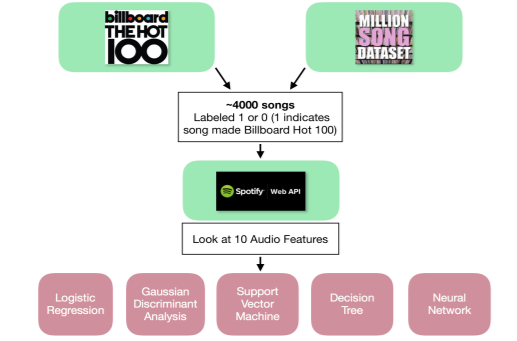 billboard
THE HOT
100
MILLION
SONG
DATASET
~4000 songs
Labeled 1 or 0 (1 indicates
song made Billboard Hot 100)
Spotify Web API
Look at 10 Audio Features
Logistic
Regression
Gaussian
Discriminant
Analysis
Support
Vector
Machine
Decision
Tree
Neural
Network